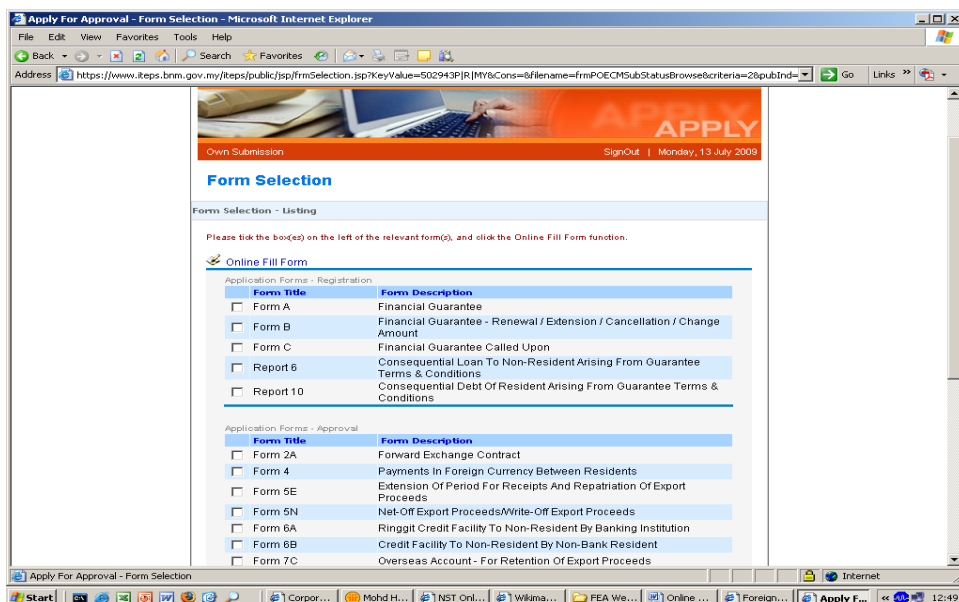 Apply For Approval - Form Selection - Microsoft Internet Explorer
File Edit View Favorites Tools Help
Back Search Favorites
Address https://www.iteps.bnm.gov.my/iteps/public/jsp/frmSelection.jsp?KeyValue=502943P|R|MY&Cons=&filename=frmPOECMSubStatusBrowse&criteria=2&pubInd= Go Links »
APPLY
APPLY
Own Submission SignOut | Monday, 13 July 2009
Form Selection
Form Selection - Listing
Please tick the box(es) on the left of the relevant form(s), and click the Online Fill Form function.
Online Fill Form
Application Forms - Registration
Form Title Form Description
Form A Financial Guarantee
Form B Financial Guarantee - Renewal / Extension / Cancellation / Change
Amount
Form C Financial Guarantee Called Upon
Report 6 Consequential Loan To Non-Resident Arising From Guarantee
Terms & Conditions
Report 10 Consequential Debt Of Resident Arising From Guarantee Terms &
Conditions
Application Forms - Approval
Form Title Form Description
Form 2A Forward Exchange Contract
Form 4 Payments In Foreign Currency Between Residents
Form 5E Extension Of Period For Receipts And Repatriation Of Export
Proceeds
Form 5N Net-Off Export Proceeds/Write-Off Export Proceeds
Form 6A Ringgit Credit Facility To Non-Resident By Banking Institution
Form 6B Credit Facility To Non-Resident By Non-Bank Resident
Form 7C Overseas Account - For Retention Of Export Proceeds
Apply For Approval - Form Selection Internet
Start Corpor... Mohd H... NST Onl... Wikima... FEA We... Online ... Foreign... Apply F... « 12:49